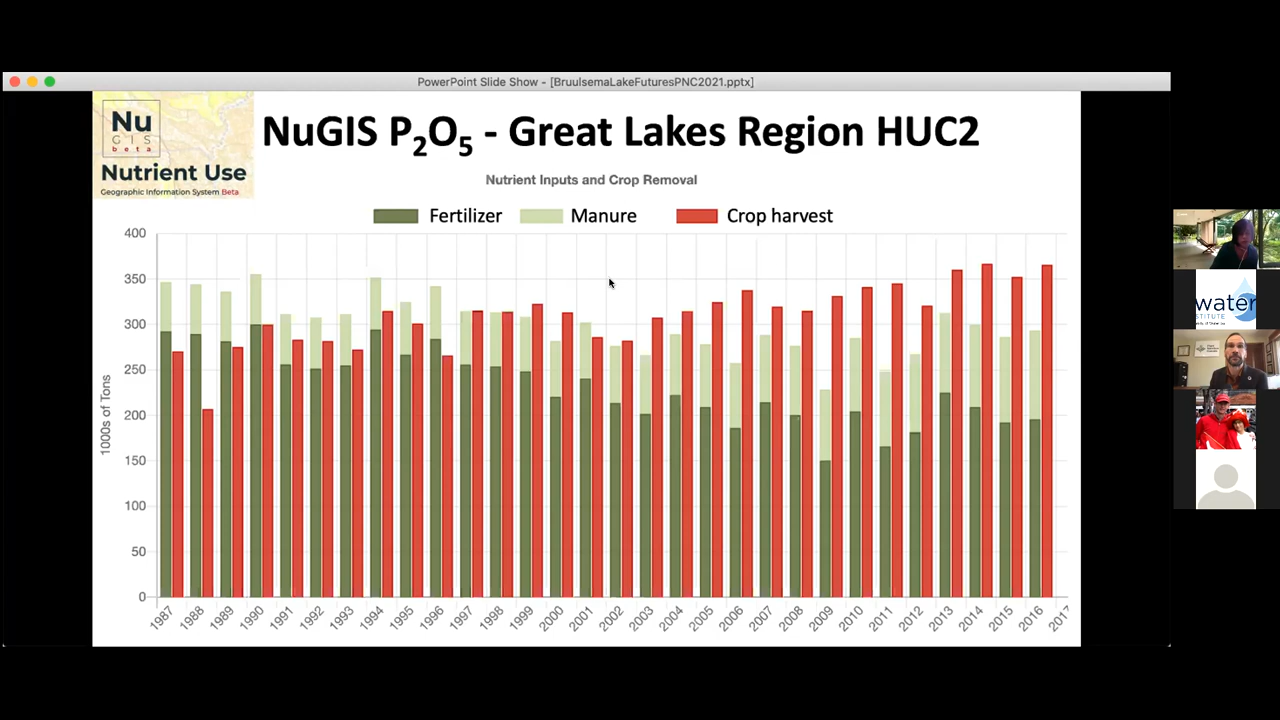 PowerPoint Slide Show - [BruulsemaLakeFuturesPNC2021.pptx]
Nu
GIS
beta
Nutrient Use
Geographic Information System Beta
NuGIS P2O5 - Great Lakes Region HUC2
Nutrient Inputs and Crop Removal
Fertilizer Manure Crop harvest
1000s of Tons
400
350
300
250
200
150
100
50
0
1987 1988 1989 1990 1991 1992 1993 1994 1995 1996 1997 1998 1999 2000 2001 2002 2003 2004 2005 2006 2007 2008 2009 2010 2011 2012 2013 2014 2015 2016
water